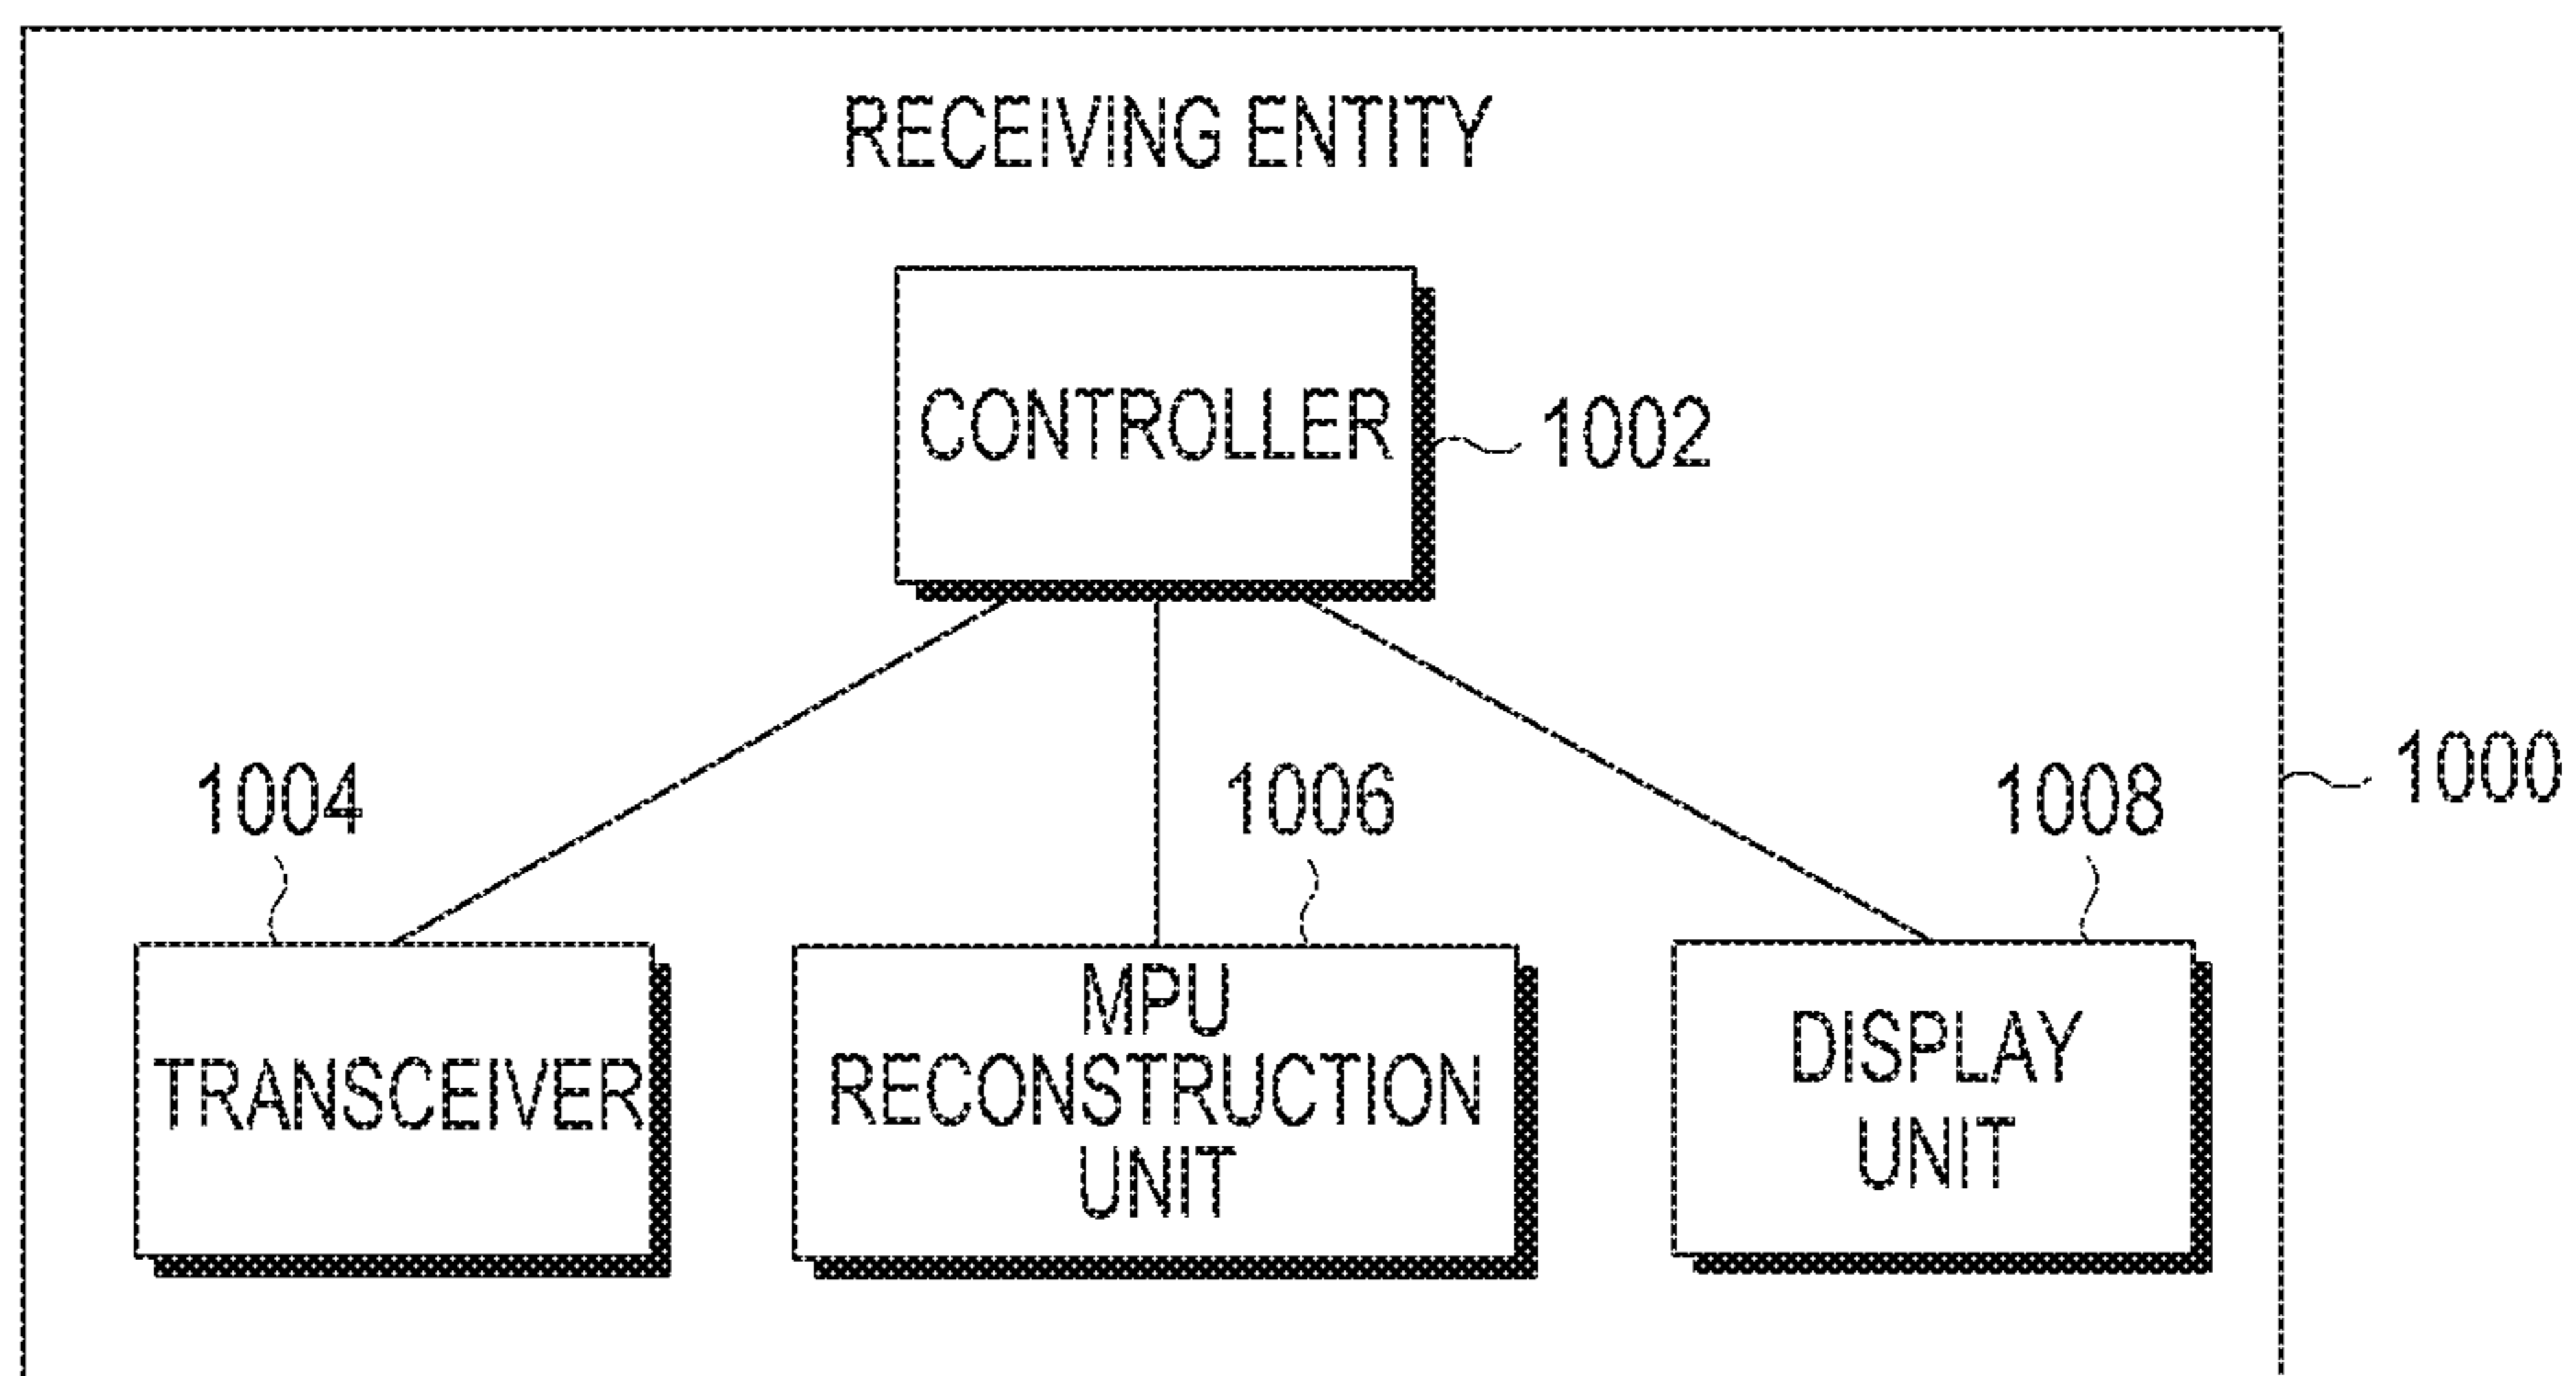 RECEIVING ENTITY
CONTROLLER
1002
1000
1004
1006
1008
TRANSCEIVER
MPU
RECONSTRUCTION
UNIT
DISPLAY
UNIT